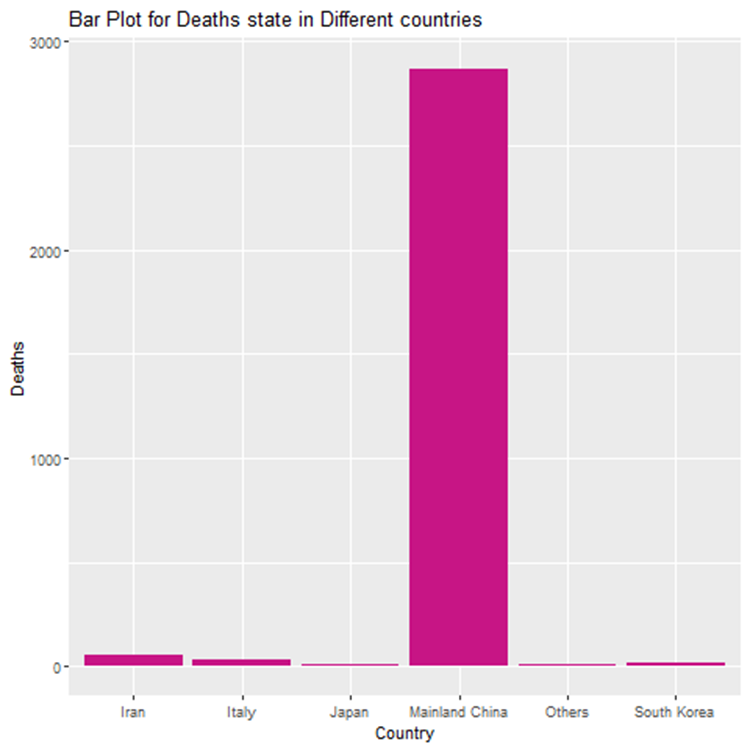 Bar Plot for Deaths state in Different countries
3000
2000
1000
0
Deaths
Iran Italy Japan Mainland China Others South Korea
Country